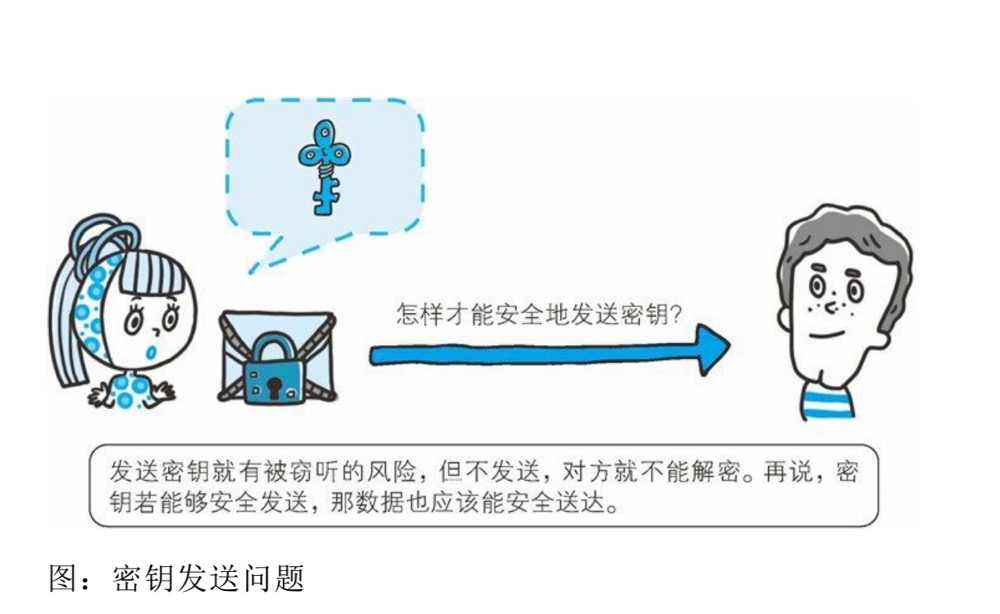 怎样才能安全地发送密钥？
发送密钥就有被窃听的风险，但不发送，对方就不能解密。再说，密
钥若能够安全发送，那数据也应该能安全送达。
图：密钥发送问题